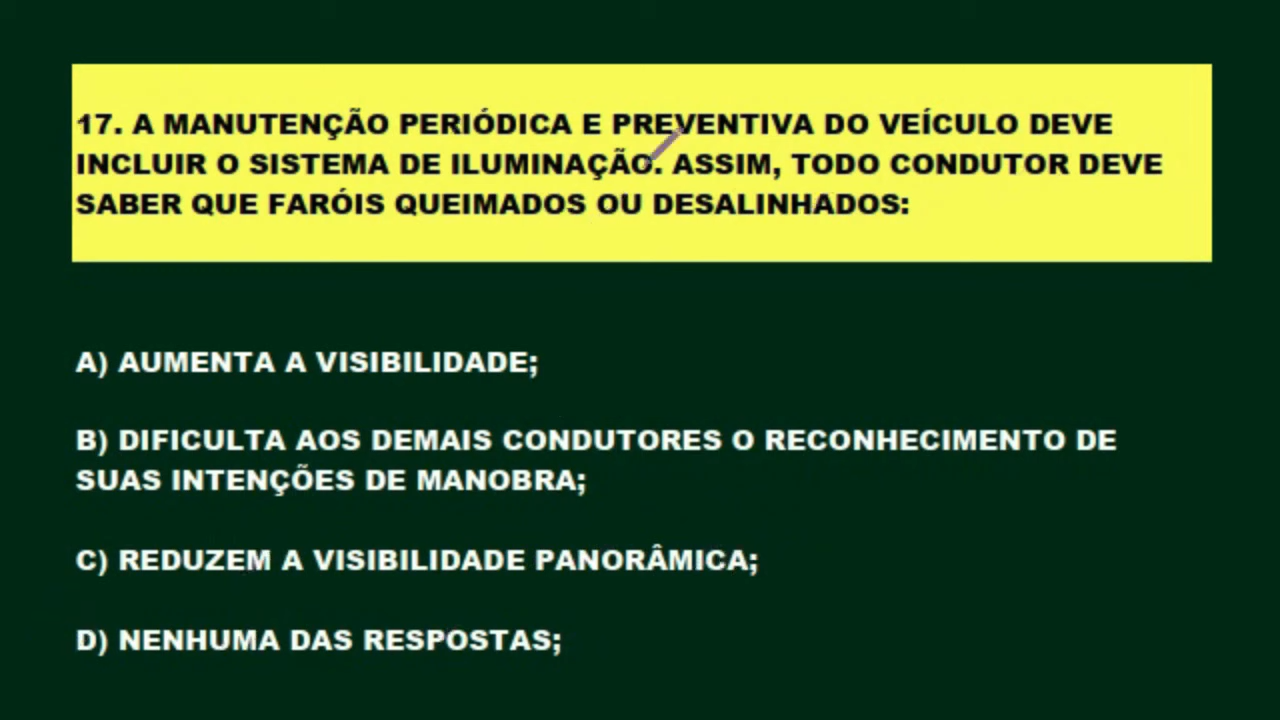 17. A MANUTENÇÃO PERIÓDICA E PREVENTIVA DO VEÍCULO DEVE
INCLUIR O SISTEMA DE ILUMINAÇÃO. ASSIM, TODO CONDUTOR DEVE
SABER QUE FARÓIS QUEIMADOS OU DESALINHADOS:
A) AUMENTA A VISIBILIDADE;
B) DIFICULTA AOS DEMAIS CONDUTORES O RECONHECIMENTO DE
SUAS INTENÇÕES DE MANOBRA;
C) REDUZEM A VISIBILIDADE PANORÂMICA;
D) NENHUMA DAS RESPOSTAS;